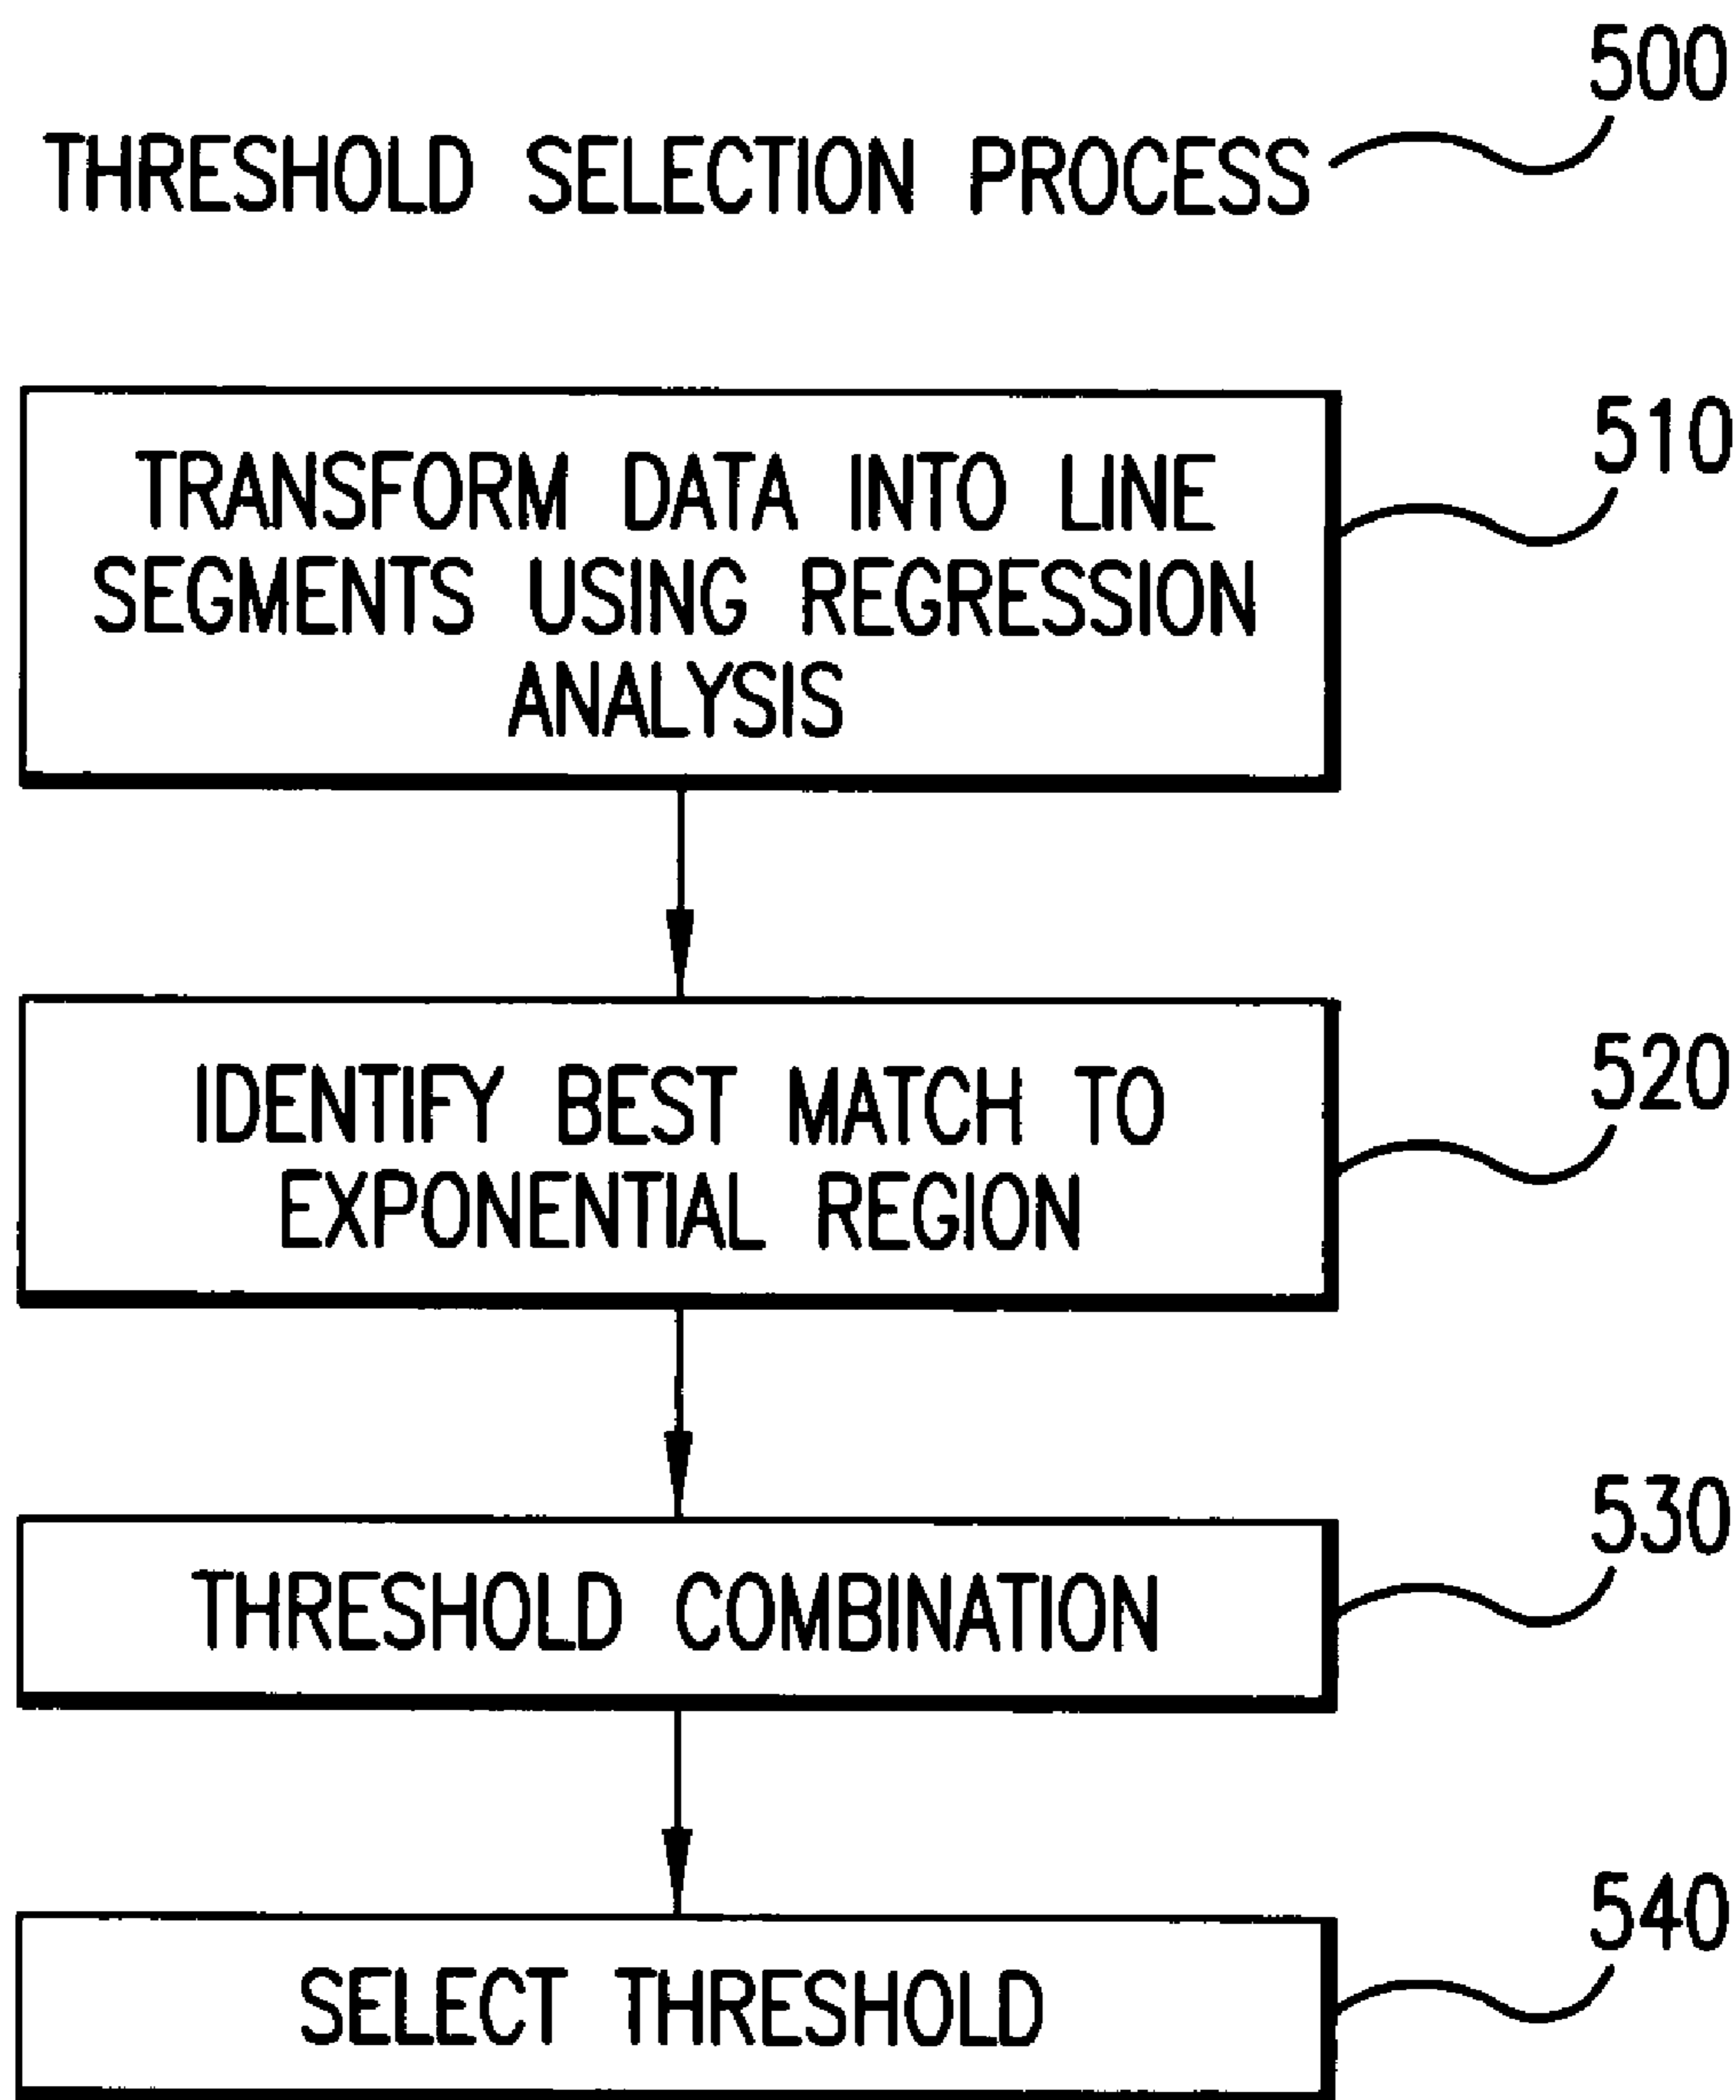 500
THRESHOLD SELECTION PROCESS
510
TRANSFORM DATA INTO LINE
SEGMENTS USING REGRESSION
ANALYSIS
520
IDENTIFY BEST MATCH TO
EXPONENTIAL REGION
530
THRESHOLD COMBINATION
540
SELECT THRESHOLD